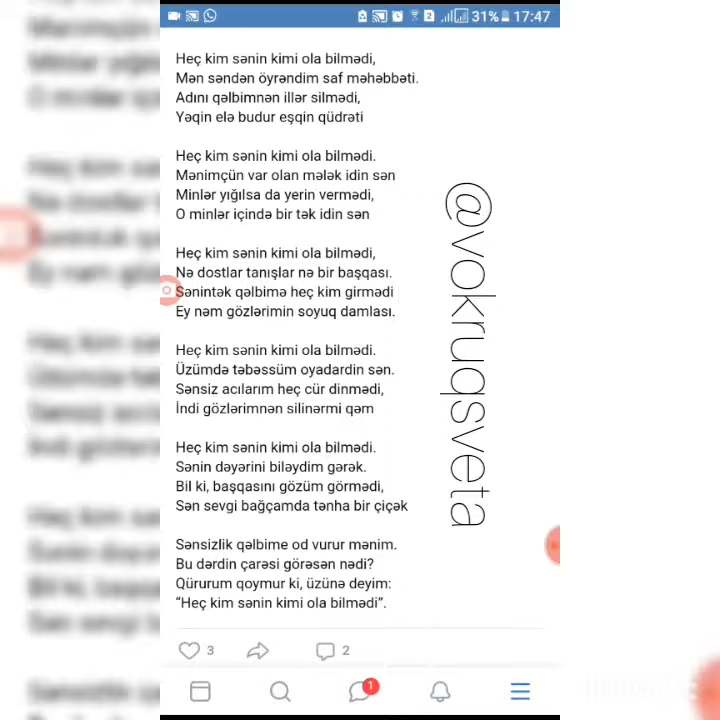 31% 17:47
Heç kim sənin kimi ola bilmədi,
Mən səndən öyrəndim saf məhəbbəti.
Adını qəlbimnən illər silmədi,
Yəqin elə budur eşqin qüdrəti
Heç kim sənin kimi ola bilmədi.
Mənimçün var olan mələk idin sən
Minlər yığılsa da yerin vermədi,
O minlər içində bir tək idin sən
Heç kim sənin kimi ola bilmədi,
Nə dostlar tanışlar nə bir başqası.
Sənintək qəlbimə heç kim girmədi
Ey nəm gözlərimin soyuq damlası.
Heç kim sənin kimi ola bilmədi.
Üzümdə təbəssüm oyadardin sən.
Sənsiz acılarım heç cür dinmədi,
İndi gözlərimnən silinərmi qəm
Heç kim sənin kimi ola bilmədi.
Sənin dəyərini biləydim gərək.
Bil ki, başqasını gözüm görmədi,
Sən sevgi bağçamda tənha bir çiçək
Sənsizlik qəlbime od vurur mənim.
Bu dərdin çarəsi görəsən nədi?
Qürurum qoymur ki, üzünə deyim:
“Heç kim sənin kimi ola bilmədi”.
3 2
1
@vokruqsveta